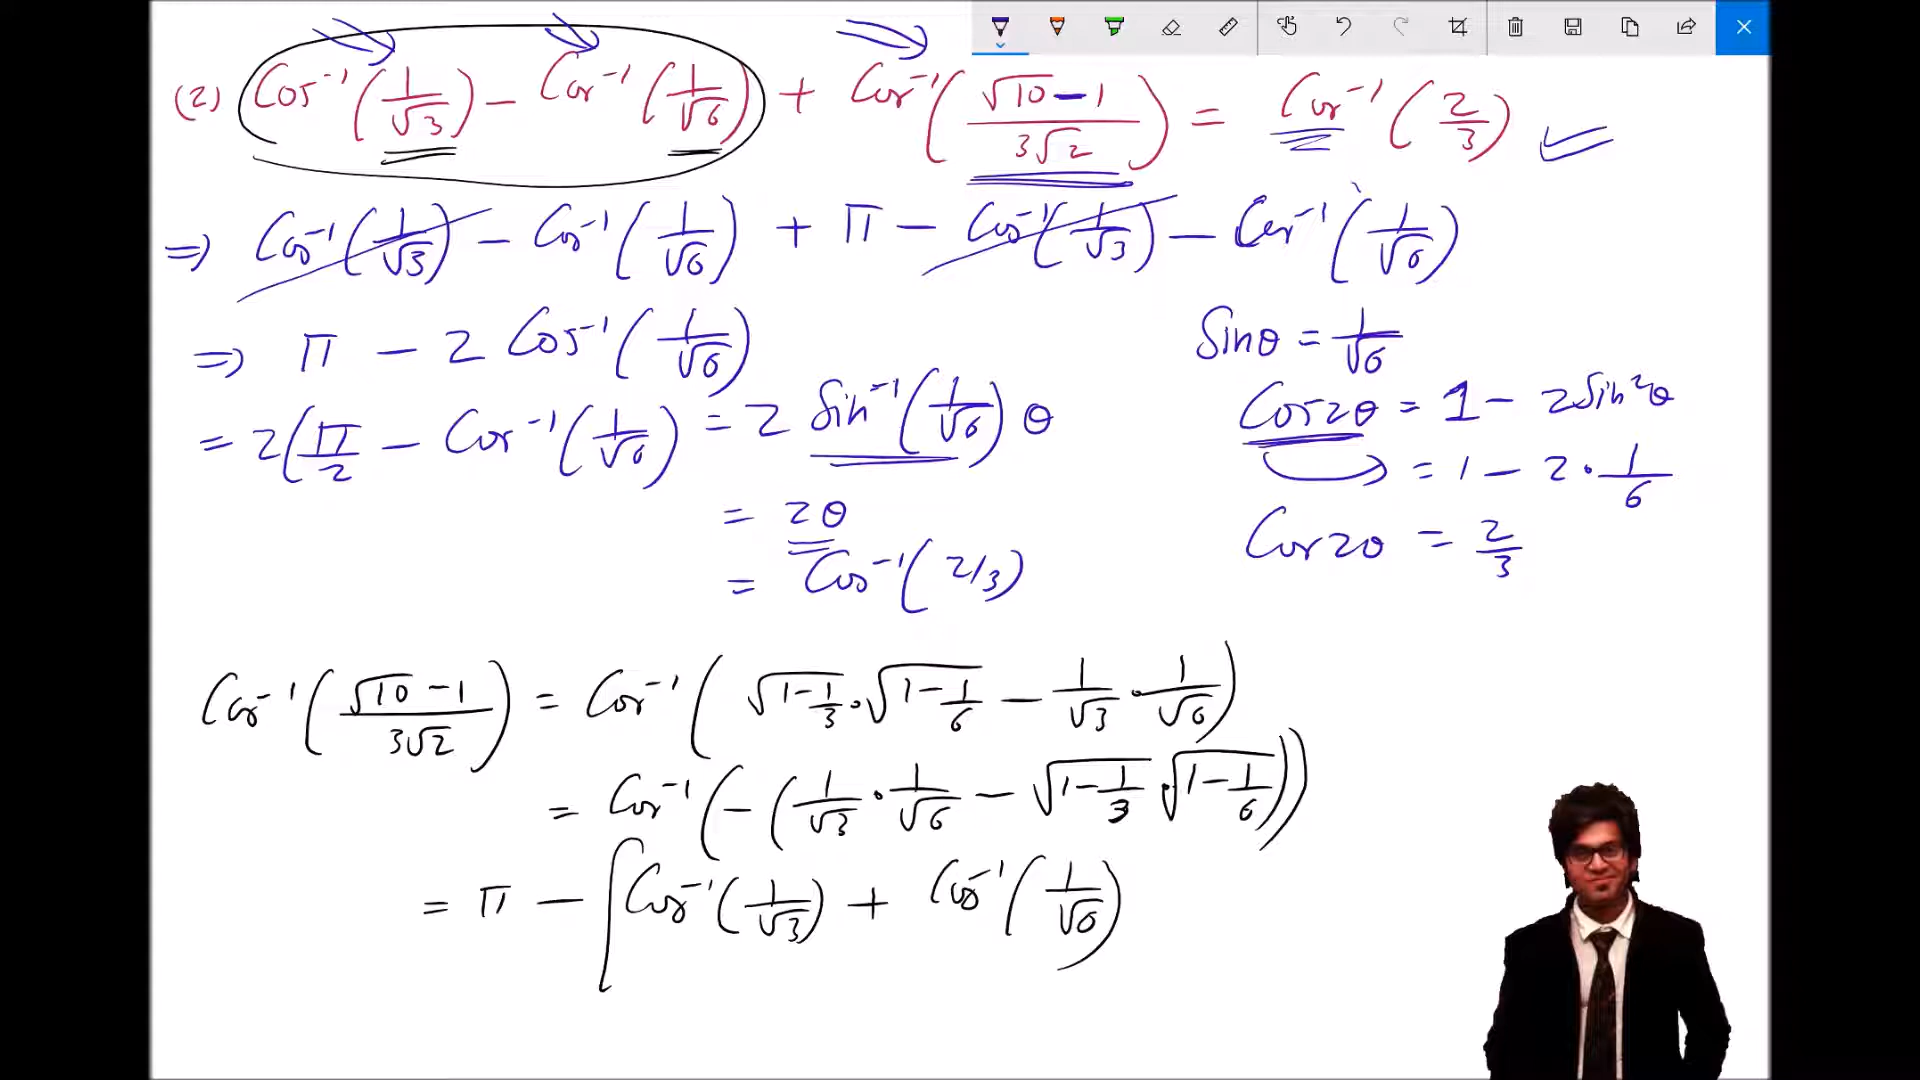 (2) Cos⁻¹(1/√3) - Cos⁻¹(1/√6) + Cos⁻¹((√10 - 1)/(3√2)) = Cos⁻¹(2/3)
⇒) Cos⁻¹(1/√3) - Cos⁻¹(1/√6) + π - Cos⁻¹(1/√3) - Cos⁻¹(1/√6)
⇒) π - 2 Cos⁻¹(1/√6)
= 2(π/2 - Cos⁻¹(1/√6) = 2 Sin⁻¹(1/√6) θ
= 2θ
= Cos⁻¹(2/3)
Sinθ = 1/√6
Cos2θ = 1 - 2Sin²θ
= 1 - 2 · 1/6
Cos2θ = 2/3
Cos⁻¹((√10 - 1)/(3√2)) = Cos⁻¹(√(1 - 1/3) · √(1 - 1/6) - 1/√3 · 1/√6)
= Cos⁻¹(-(1/√3 · 1/√6 - √(1 - 1/3) · √(1 - 1/6)))
= π - [Cos⁻¹(1/√3) + Cos⁻¹(1/√6)